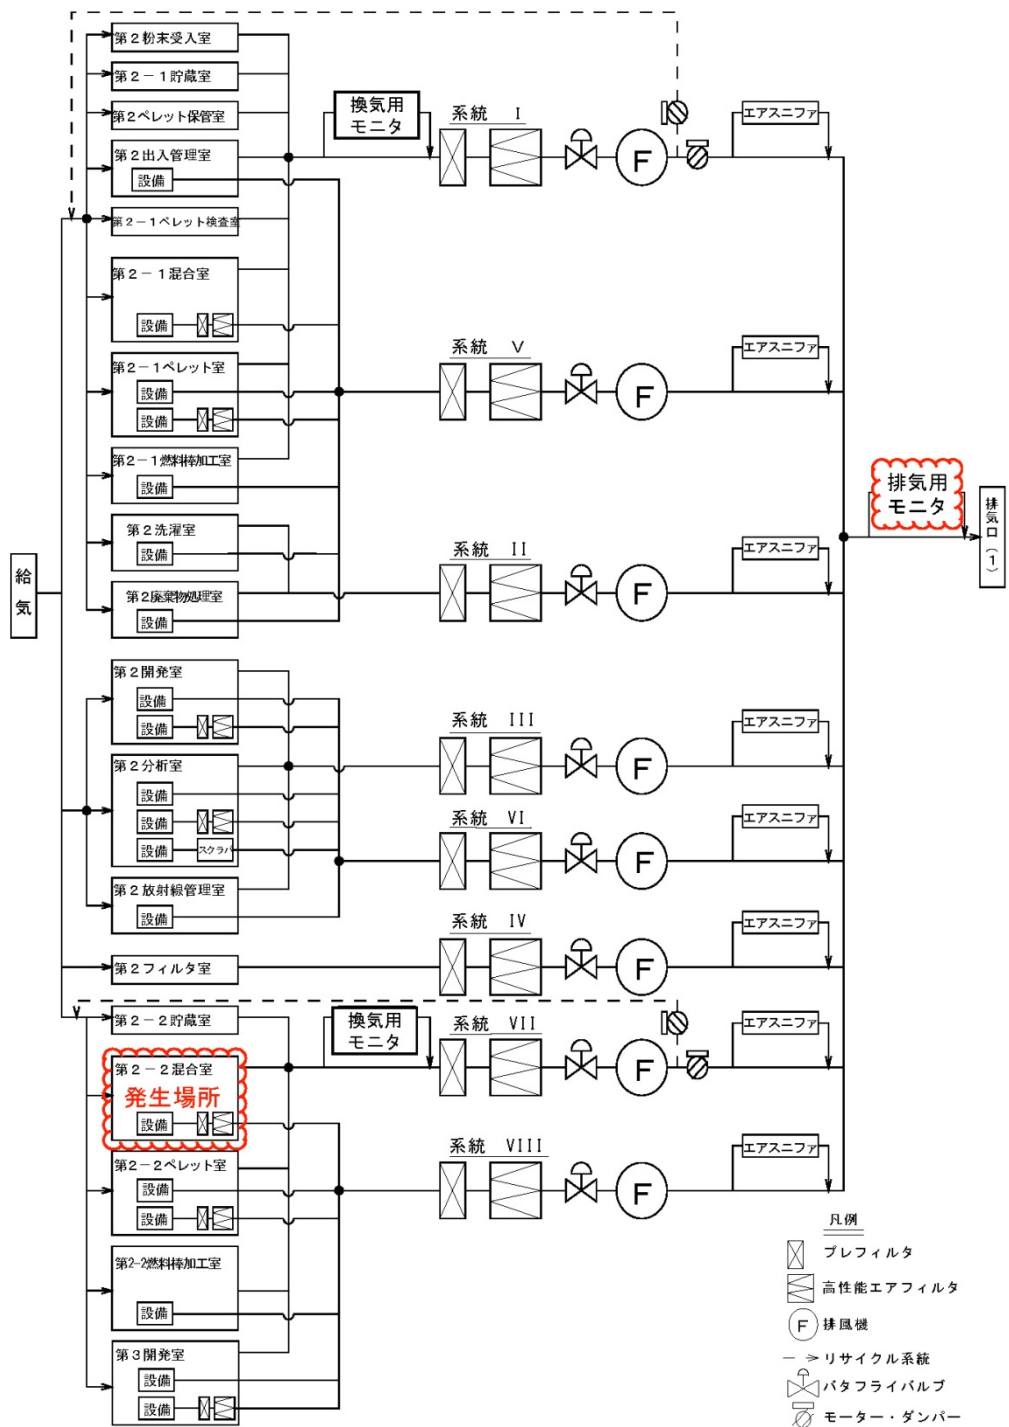 第2粉末受入室
第2-1貯蔵室
第2ペレット保管室
第2出入管理室
設備
第2-1ペレット検査室
第2-1混合室
設備
第2-1ペレット室
設備
設備
第2-1燃料棒加工室
設備
第2洗濯室
設備
第2廃棄物処理室
設備
給気
第2開発室
設備
設備
第2分析室
設備
設備
設備
スクラバ
第2放射線管理室
設備
第2フィルタ室
第2-2貯蔵室
第2-2混合室
発生場所
設備
第2-2ペレット室
設備
設備
第2-2燃料棒加工室
設備
第3開発室
設備
設備
換気用
モニタ
系統 I
F
エアスニファ
系統 V
F
エアスニファ
系統 II
F
エアスニファ
系統 III
F
エアスニファ
系統 VI
F
エアスニファ
系統 IV
F
エアスニファ
換気用
モニタ
系統 VII
F
エアスニファ
系統 VIII
F
エアスニファ
排気用
モニタ
排気口(1)
凡例
プレフィルタ
高性能エアフィルタ
F 排風機
リサイクル系統
バタフライバルブ
モーター・ダンパー